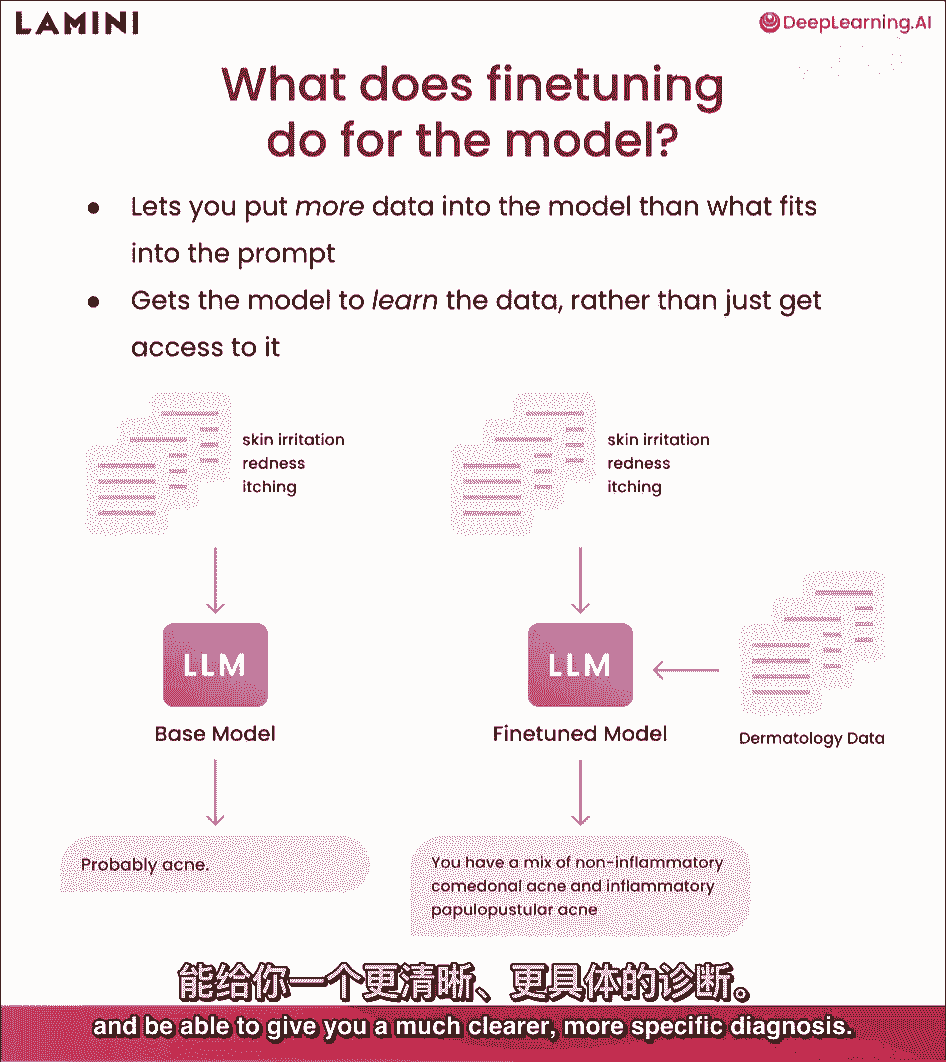 LAMINI
DeepLearning.AI
What does finetuning
do for the model?
● Lets you put more data into the model than what fits
into the prompt
● Gets the model to learn the data, rather than just get
access to it
skin irritation
redness
itching
skin irritation
redness
itching
LLM
LLM
Base Model
Finetuned Model
Dermatology Data
Probably acne.
You have a mix of non-inflammatory
comedonal acne and inflammatory
papulopustular acne
能给你一个更清晰、更具体的诊断。
and be able to give you a much clearer, more specific diagnosis.